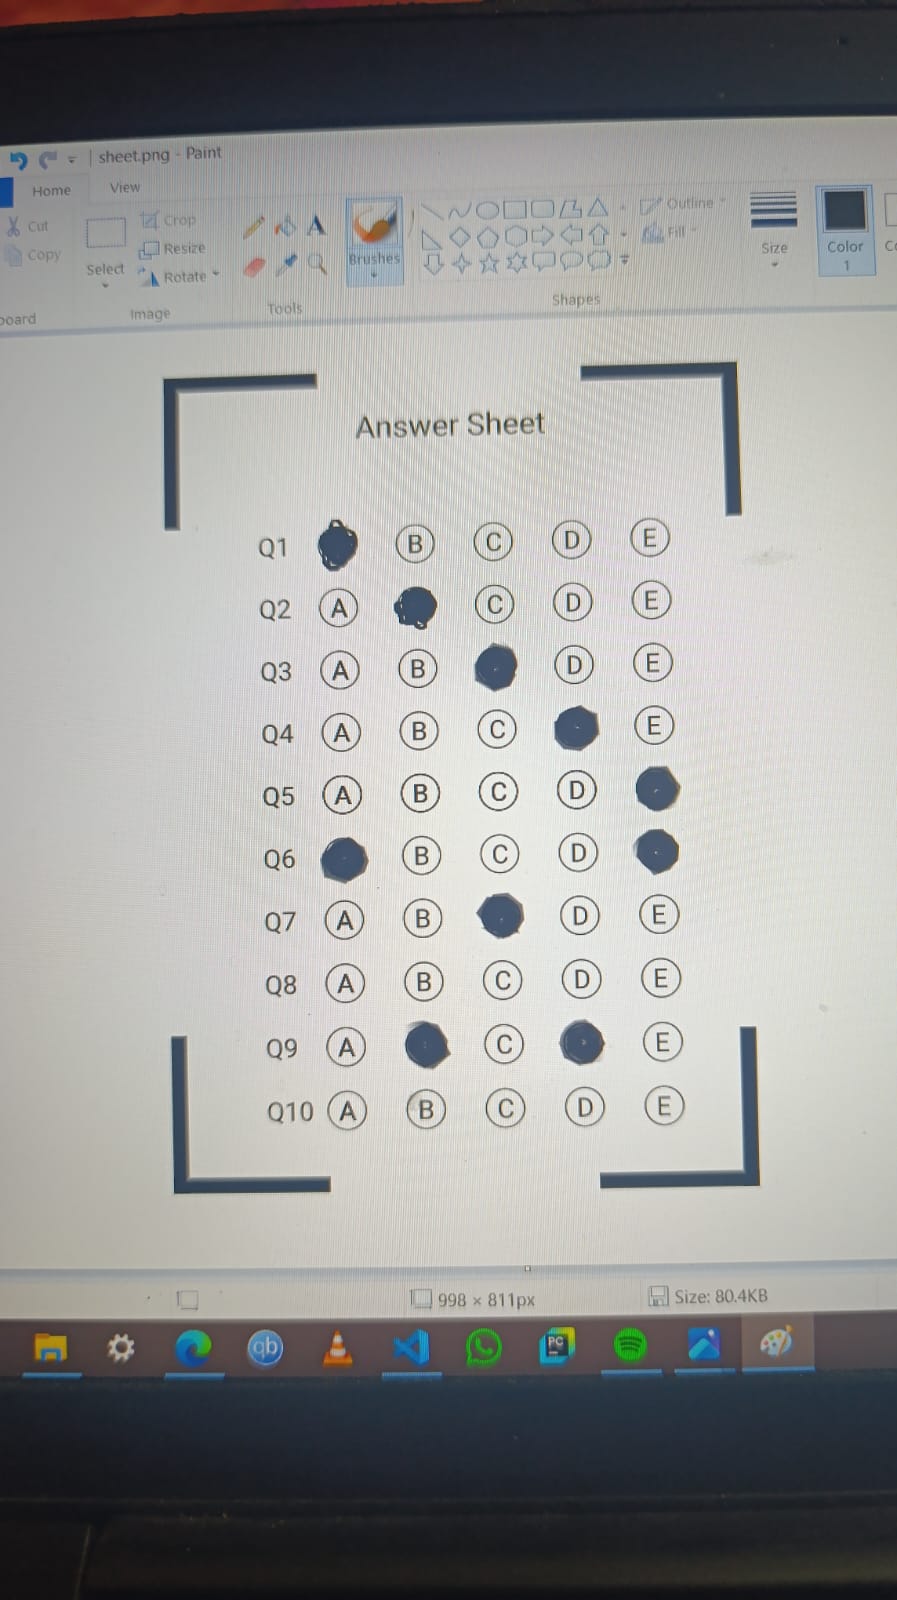 sheet.png - Paint
Home View
Cut
Copy
Select
Crop
Resize
Rotate
A
Brushes
Outline
Fill
Size
Color
1
board
Image
Tools
Shapes
Answer Sheet
Q1 B C D E
Q2 A C D E
Q3 A B D E
Q4 A B C E
Q5 A B C D
Q6 B C D
Q7 A B D E
Q8 A B C D E
Q9 A C E
Q10 A B C D E
998 × 811px
Size: 80.4KB
qb
PC